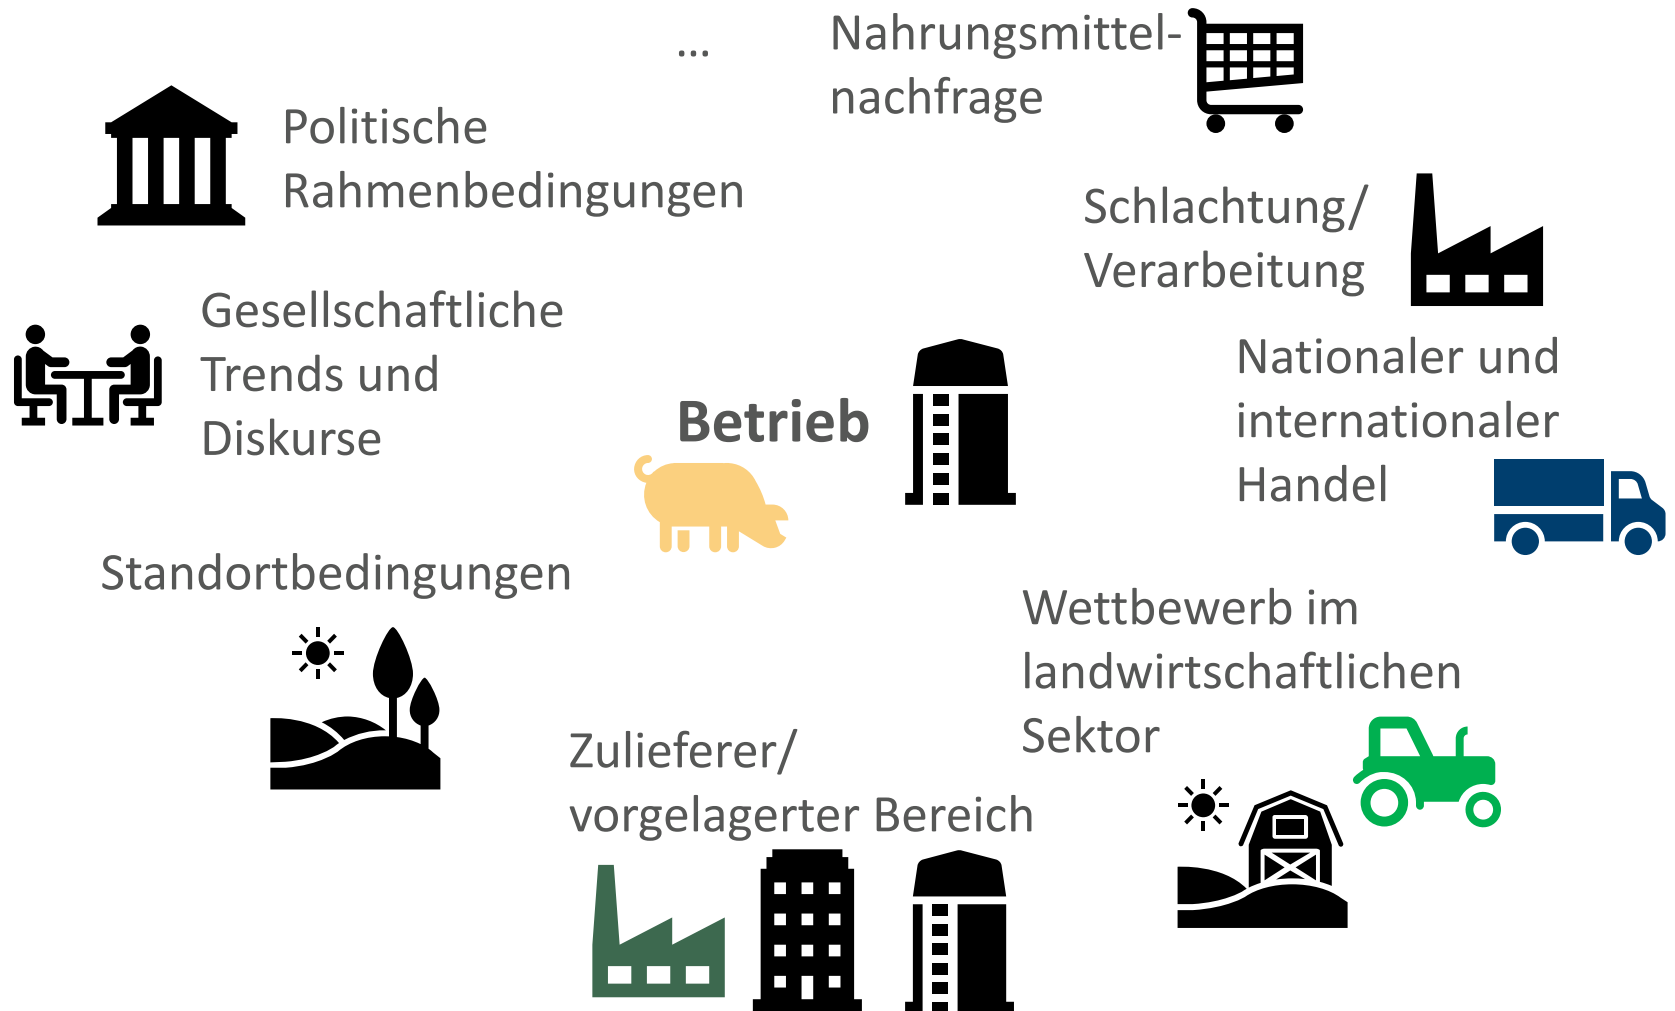 ...
Nahrungsmittel-
nachfrage
Politische
Rahmenbedingungen
Schlachtung/
Verarbeitung
Gesellschaftliche
Trends und
Diskurse
Nationaler und
internationaler
Handel
Betrieb
Standortbedingungen
Wettbewerb im
landwirtschaftlichen
Sektor
Zulieferer/
vorgelagerter Bereich